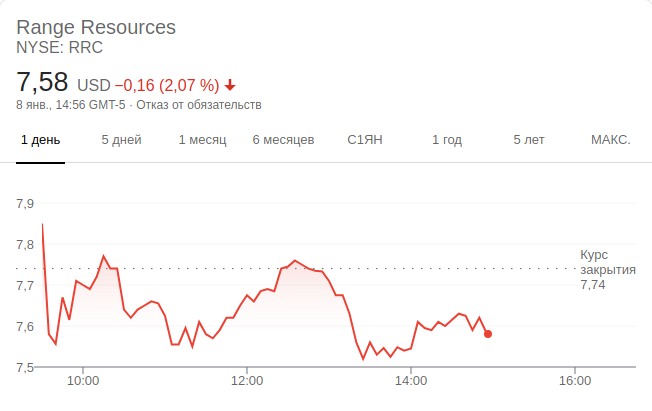 Range Resources
NYSE: RRC
7,58 USD −0,16 (2,07 %)
8 янв., 14:56 GMT-5 · Отказ от обязательств
1 день 5 дней 1 месяц 6 месяцев С1ЯН 1 год 5 лет МАКС.
7,9
7,8
Курс
закрытия
7,74
7,7
7,6
7,5
10:00 12:00 14:00 16:00